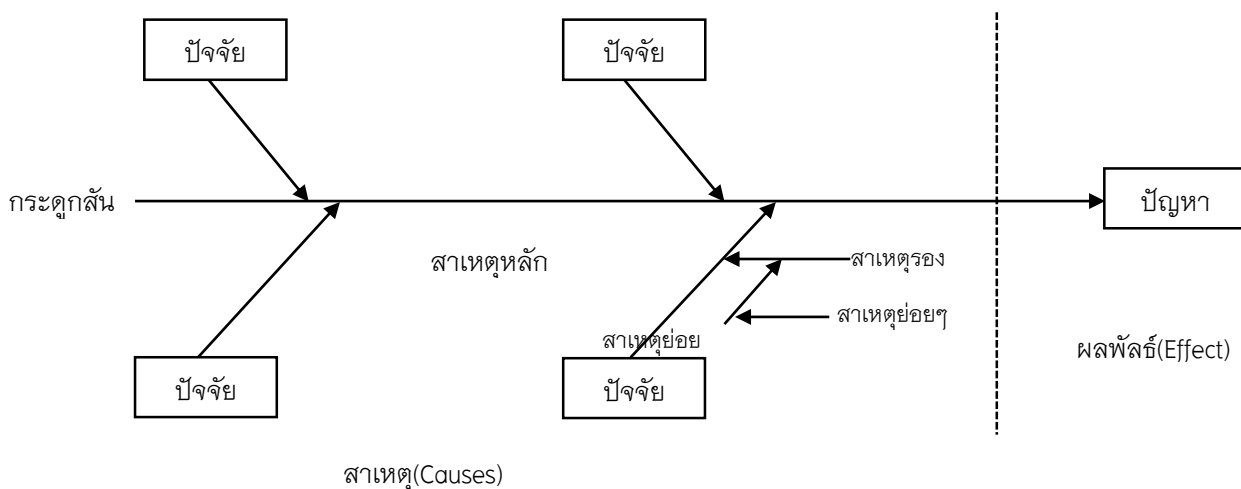 ปัจจัย
ปัจจัย
กระดูกสัน
ปัญหา
สาเหตุหลัก
สาเหตุรอง
สาเหตุย่อยๆ
สาเหตุย่อย
ผลพัลธ์(Effect)
ปัจจัย
ปัจจัย
สาเหตุ(Causes)